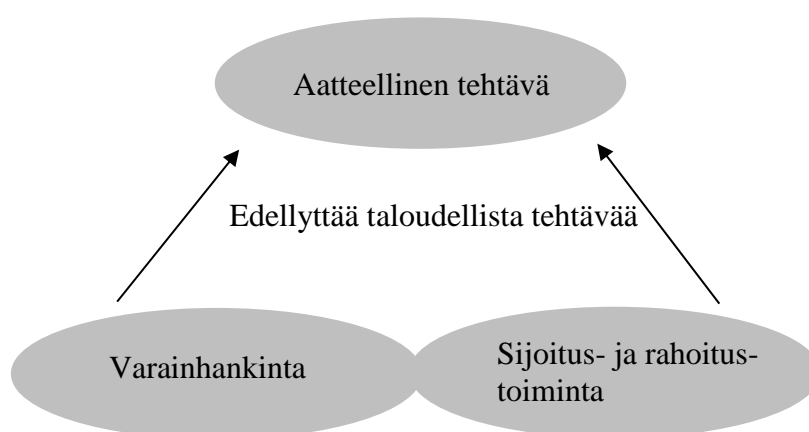 Aatteellinen tehtävä
Edellyttää taloudellista tehtävää
Varainhankinta
Sijoitus- ja rahoitus-
toiminta